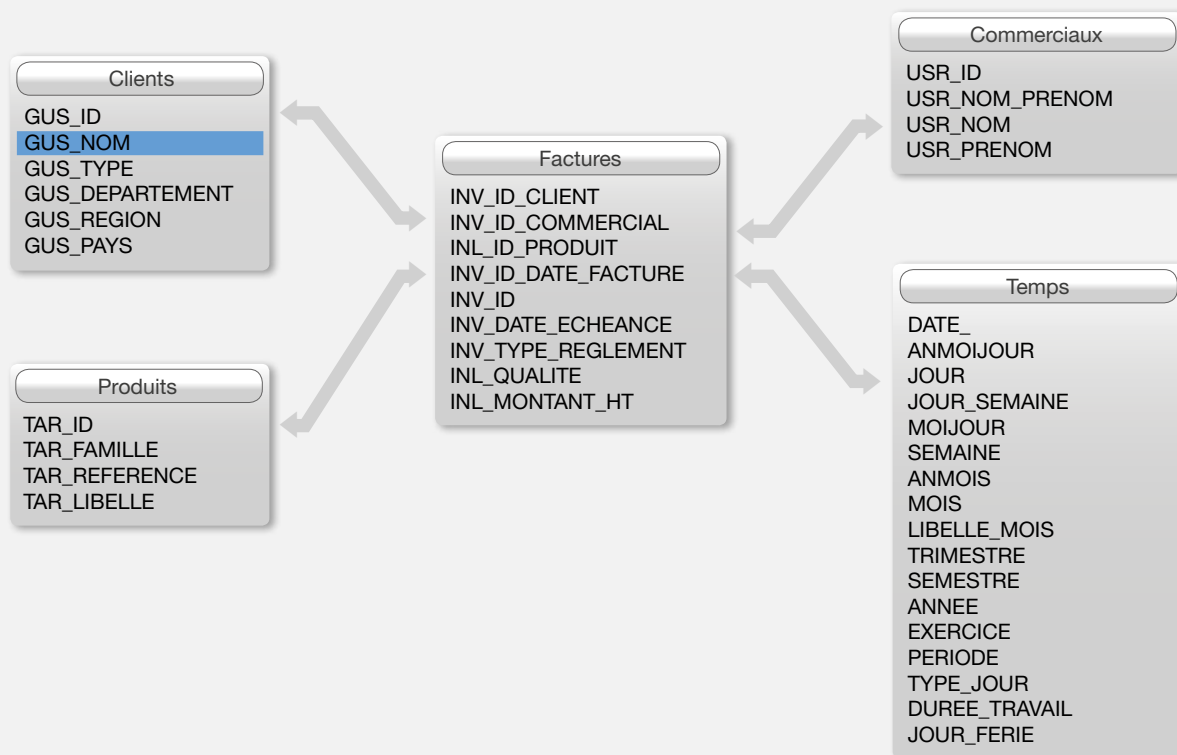 Clients
GUS_ID
GUS_NOM
GUS_TYPE
GUS_DEPARTEMENT
GUS_REGION
GUS_PAYS
Produits
TAR_ID
TAR_FAMILLE
TAR_REFERENCE
TAR_LIBELLE
Factures
INV_ID_CLIENT
INV_ID_COMMERCIAL
INL_ID_PRODUIT
INV_ID_DATE_FACTURE
INV_ID
INV_DATE_ECHEANCE
INV_TYPE_REGLEMENT
INL_QUALITE
INL_MONTANT_HT
Commerciaux
USR_ID
USR_NOM_PRENOM
USR_NOM
USR_PRENOM
Temps
DATE_
ANMOIJOUR
JOUR
JOUR_SEMAINE
MOIJOUR
SEMAINE
ANMOIS
MOIS
LIBELLE_MOIS
TRIMESTRE
SEMESTRE
ANNEE
EXERCICE
PERIODE
TYPE_JOUR
DUREE_TRAVAIL
JOUR_FERIE